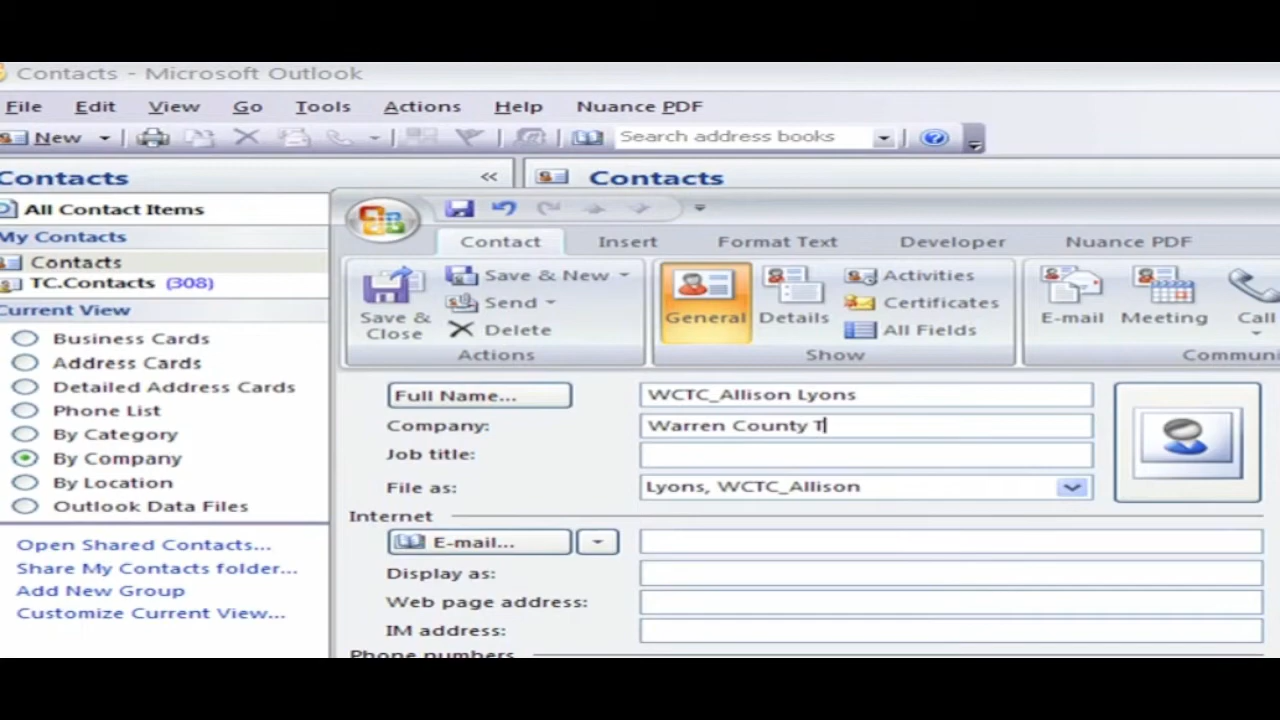 Contacts - Microsoft Outlook
File Edit View Go Tools Actions Help Nuance PDF
New Search address books
Contacts « Contacts
All Contact Items
My Contacts
Contacts
TC.Contacts (308)
Current View
Business Cards
Address Cards
Detailed Address Cards
Phone List
By Category
By Company
By Location
Outlook Data Files
Open Shared Contacts...
Share My Contacts folder...
Add New Group
Customize Current View...
Contact Insert Format Text Developer Nuance PDF
Save & Close
Save & New
Send
Delete
Actions
General
Details
Activities
Certificates
All Fields
Show
E-mail
Meeting
Call
Communi
Full Name... WCTC_Allison Lyons
Company: Warren County T
Job title:
File as: Lyons, WCTC_Allison
Internet
E-mail...
Display as:
Web page address:
IM address:
Phone numbers